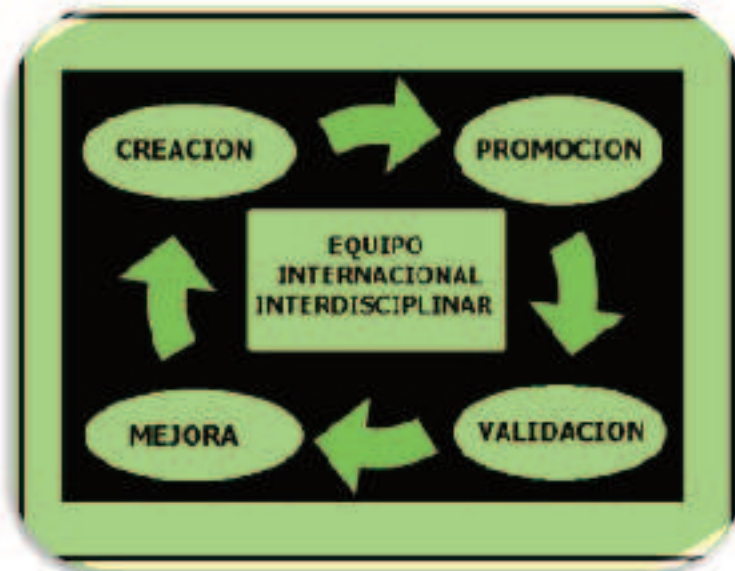 CREACION
PROMOCION
EQUIPO
INTERNACIONAL
INTERDISCIPLINAR
MEJORA
VALIDACION